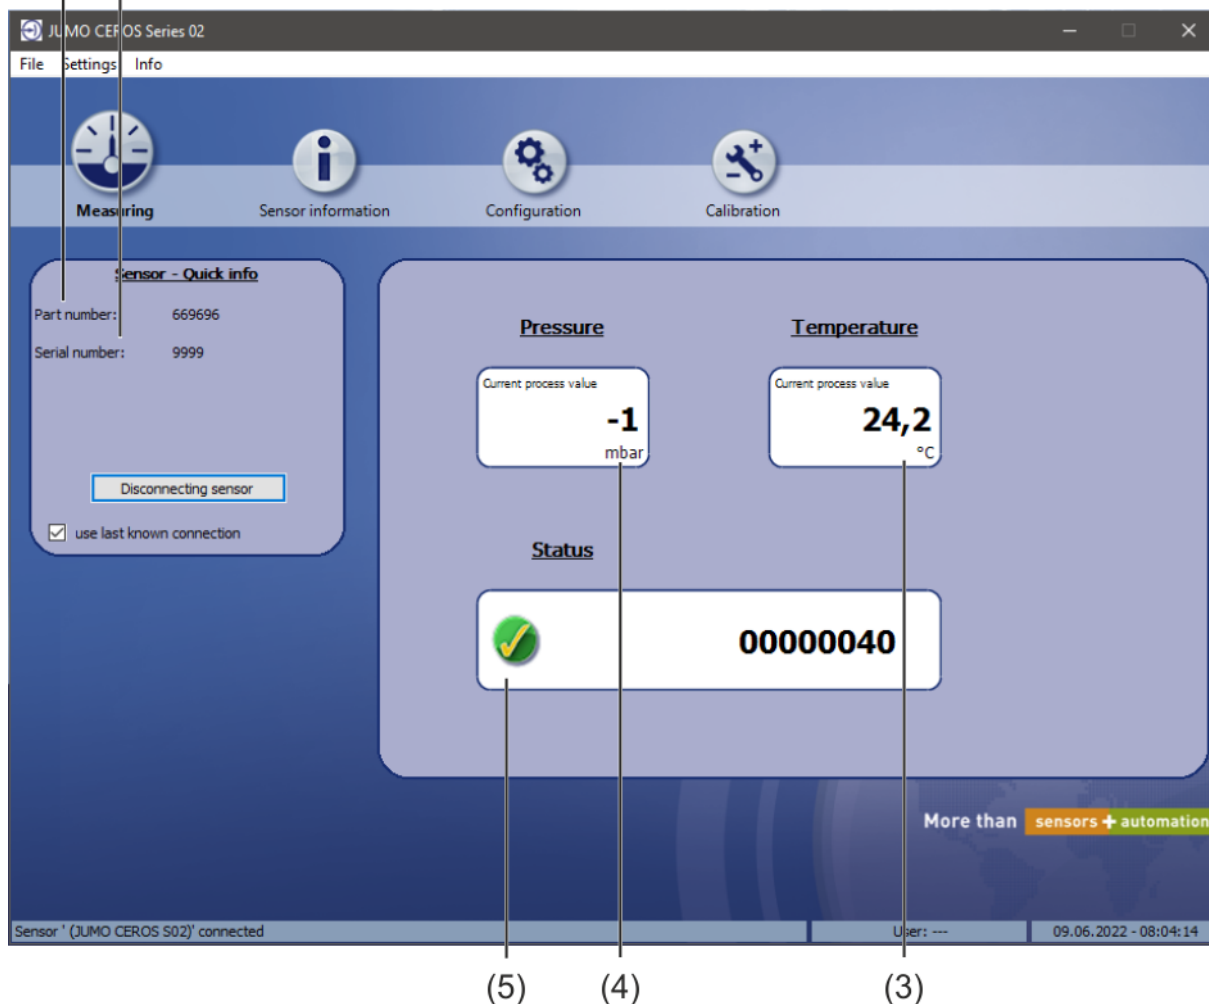 JUMO CEROS Series 02
File Settings Info
Measuring Sensor information Configuration Calibration
Sensor - Quick info
Part number: 669696
Serial number: 9999
Disconnecting sensor
use last known connection
Pressure Temperature
Current process value Current process value
-1 24,2
mbar °C
Status
00000040
More than sensors + automation
Sensor ' (JUMO CEROS S02)' connected User: --- 09.06.2022 - 08:04:14
(5) (4) (3)